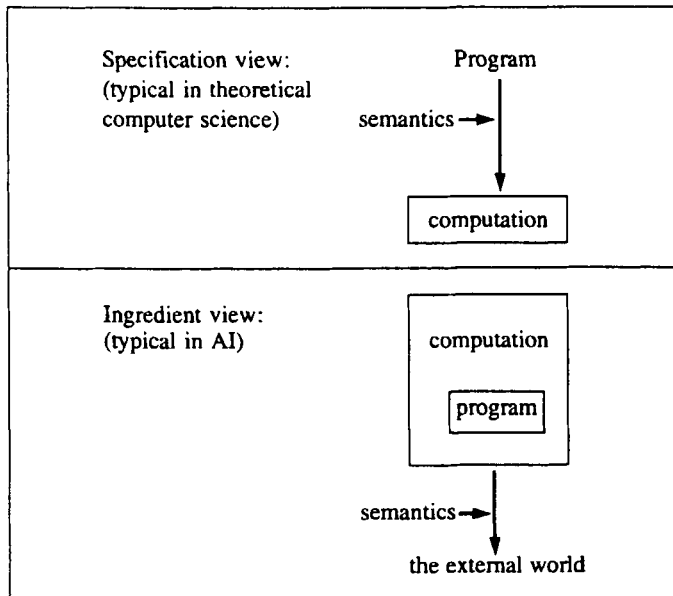 Specification view:
(typical in theoretical
computer science)
Program
semantics
computation
Ingredient view:
(typical in AI)
computation
program
semantics
the external world